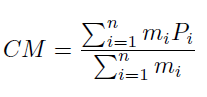 CM = \frac{\sum_{i=1}^{n} m_i P_i}{\sum_{i=1}^{n} m_i}